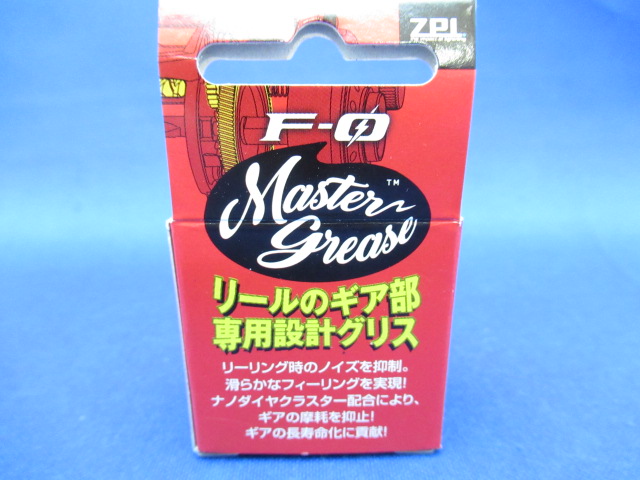 ZPI
F-0
Master
Grease
TM
リールのギア部
専用設計グリス
リーリング時のノイズを抑制。
滑らかなフィーリングを実現!
ナノダイヤクラスター配合により、
ギアの摩耗を抑止!
ギアの長寿命化に貢献!